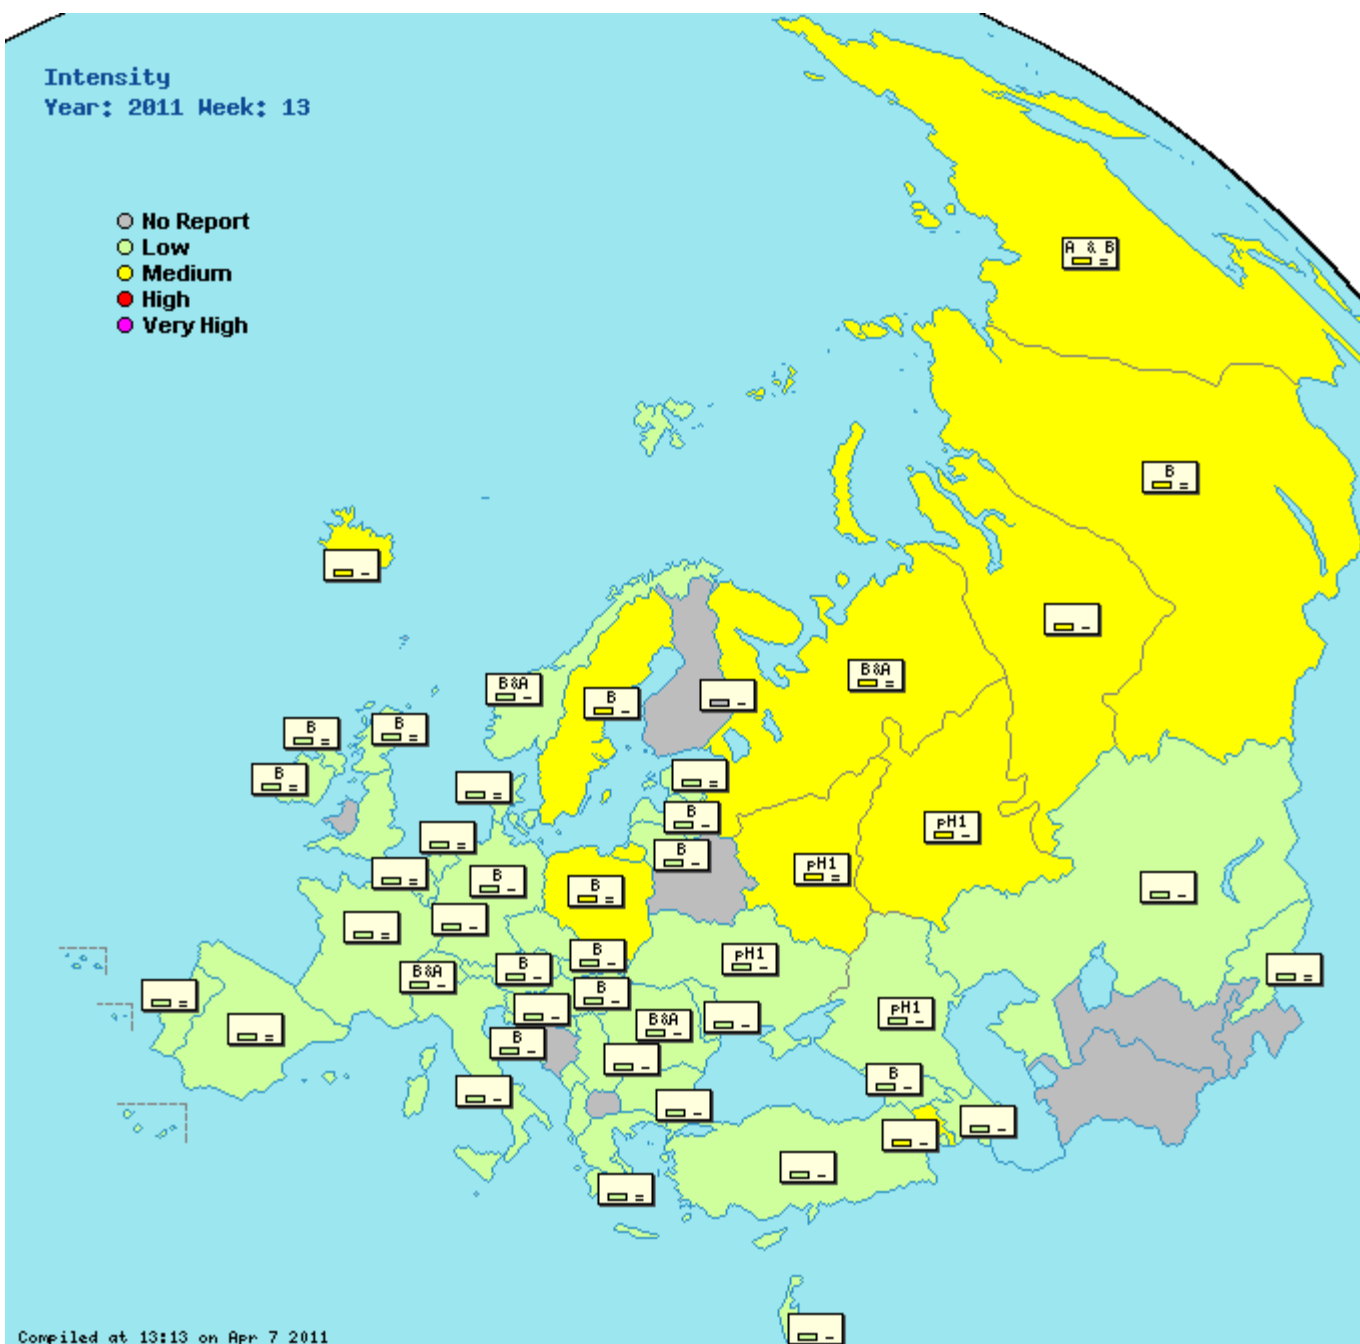 Intensity
Year: 2011 Week: 13
No Report
Low
Medium
High
Very High
A & B
=
B
=
-
-
B&A
=
B&A
-
B
-
-
B
=
B
=
B
=
=
=
B
-
pH1
-
=
B
-
pH1
=
=
B
-
B
=
-
-
=
B
-
pH1
-
B&A
-
B
-
=
B
-
=
-
pH1
-
B&A
-
-
=
B
-
-
B
-
-
-
-
-
-
=
-
Compiled at 13:13 on Apr 7 2011